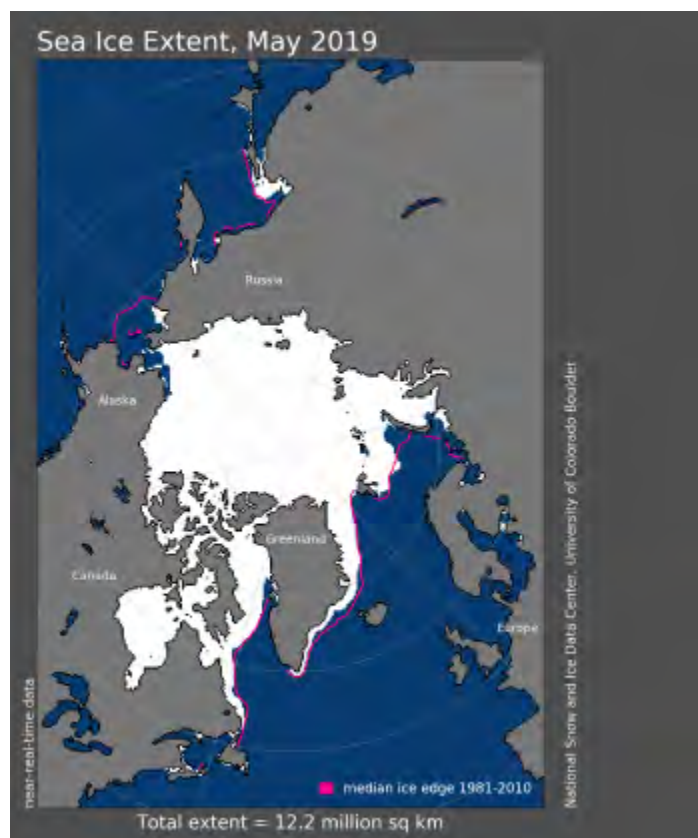 Sea Ice Extent, May 2019
Russia
Alaska
Greenland
Canada
Europe
near-real-time data
median ice edge 1981-2010
National Snow and Ice Data Center, University of Colorado Boulder
Total extent = 12.2 million sq km